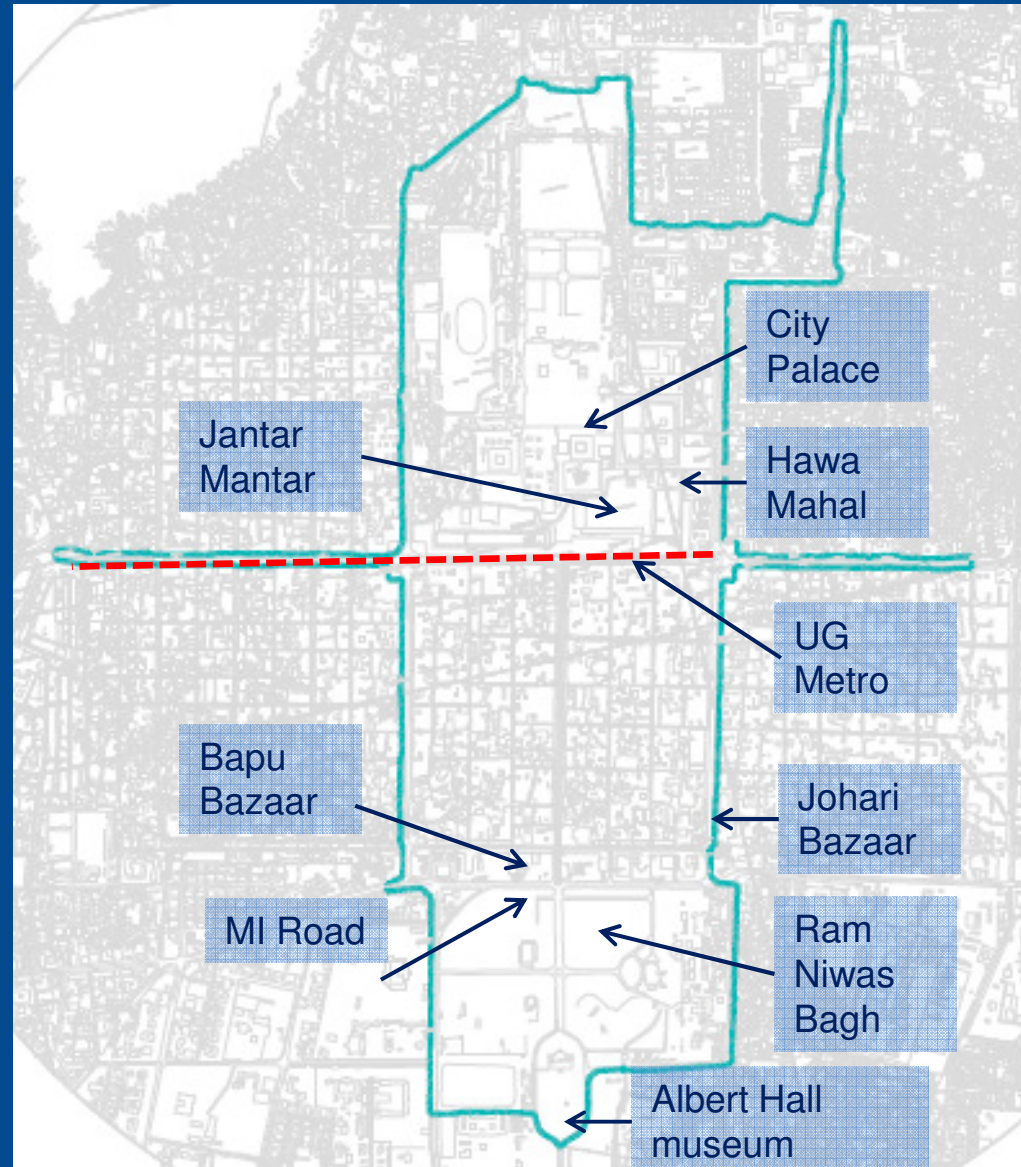 City
Palace
Jantar
Mantar
Hawa
Mahal
UG
Metro
Bapu
Bazaar
Johari
Bazaar
MI Road
Ram
Niwas
Bagh
Albert Hall
museum